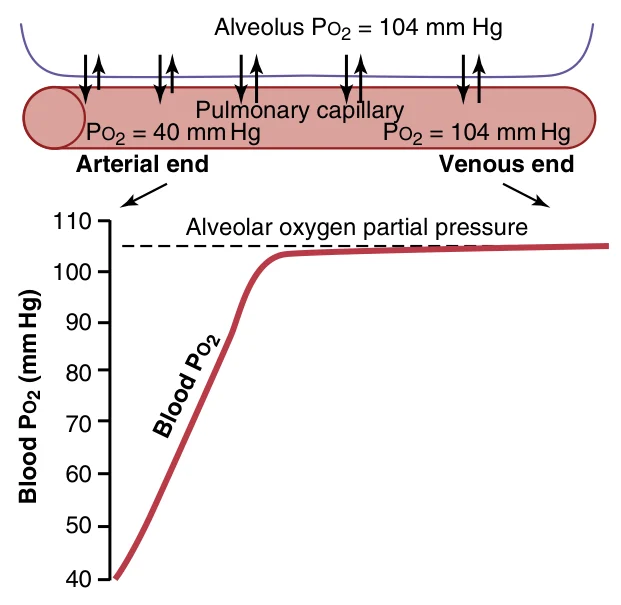 Alveolus PO₂ = 104 mm Hg
Pulmonary capillary
PO₂ = 40 mm Hg
PO₂ = 104 mm Hg
Arterial end
Venous end
Alveolar oxygen partial pressure
Blood PO₂
Blood PO₂ (mm Hg)
110
100
90
80
70
60
50
40